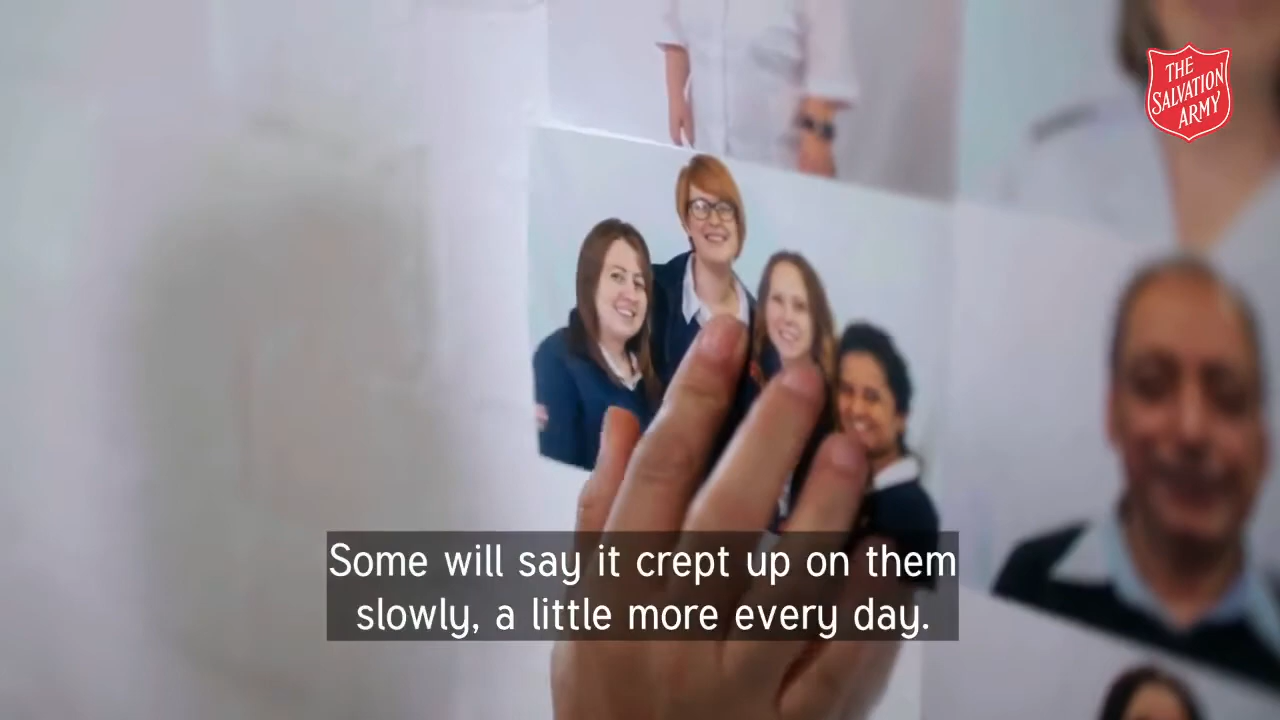 THE
SALVATION
ARMY
Some will say it crept up on them
slowly, a little more every day.